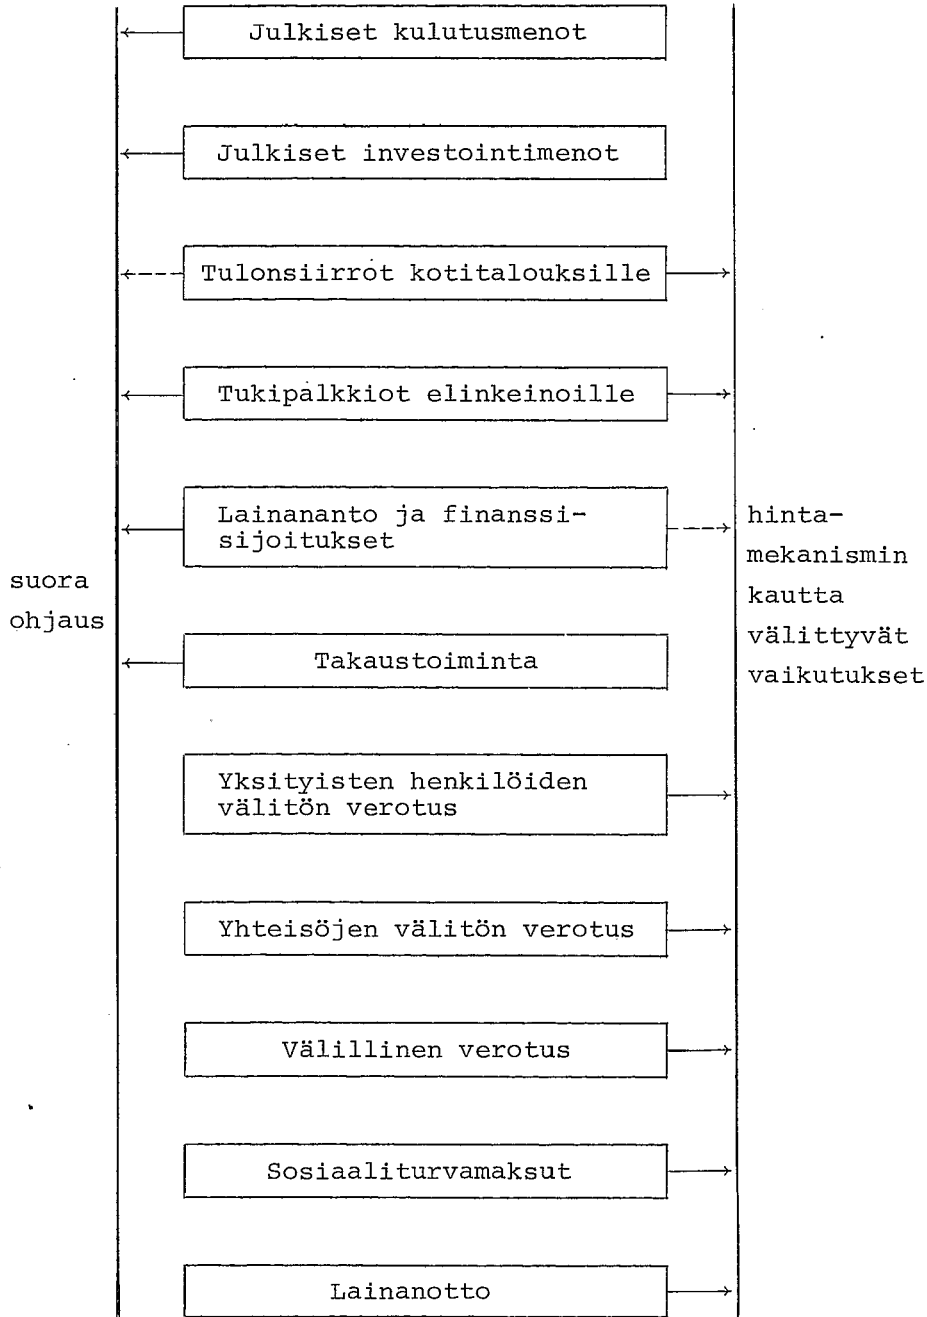 Julkiset kulutusmenot
Julkiset investointimenot
Tulonsiirrot kotitalouksille
Tukipalkkiot elinkeinoille
Lainananto ja finanssi-
sijoitukset
suora
ohjaus
hinta-
mekanismin
kautta
välittyvät
vaikutukset
Takaustoiminta
Yksityisten henkilöiden
välitön verotus
Yhteisöjen välitön verotus
Välillinen verotus
Sosiaaliturvamaksut
Lainanotto